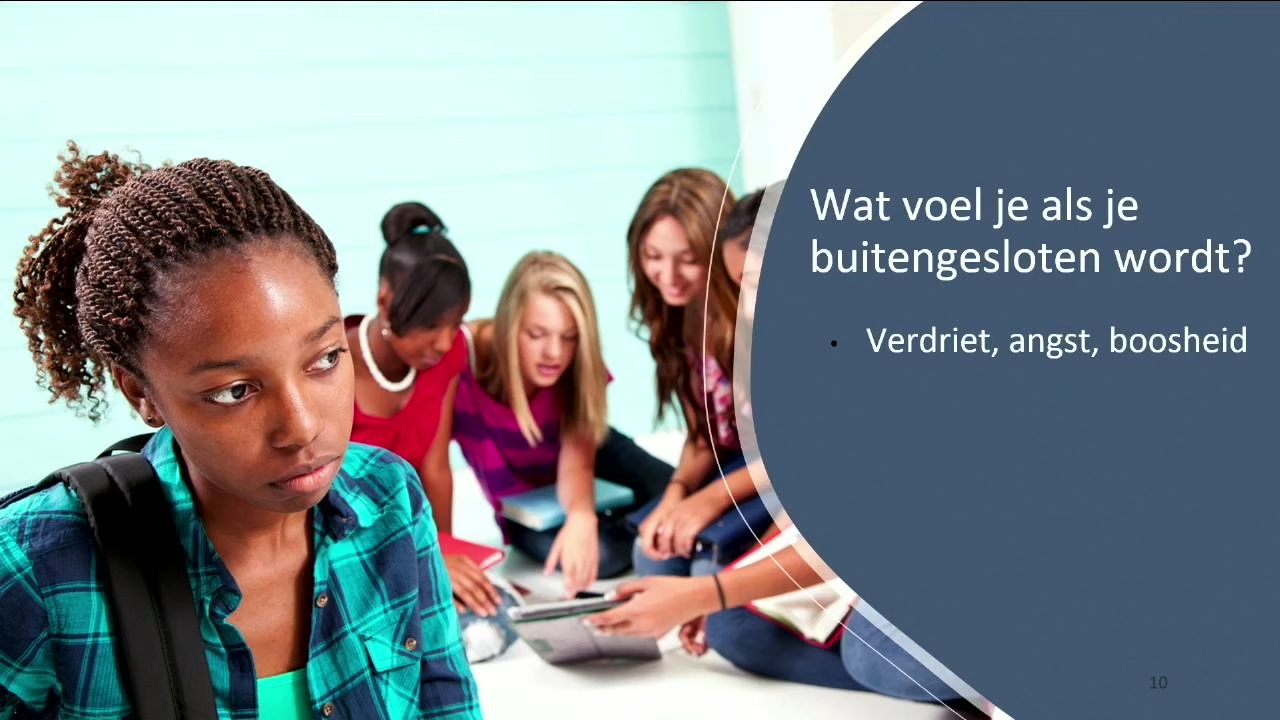 Wat voel je als je
buitengesloten wordt?
• Verdriet, angst, boosheid
10